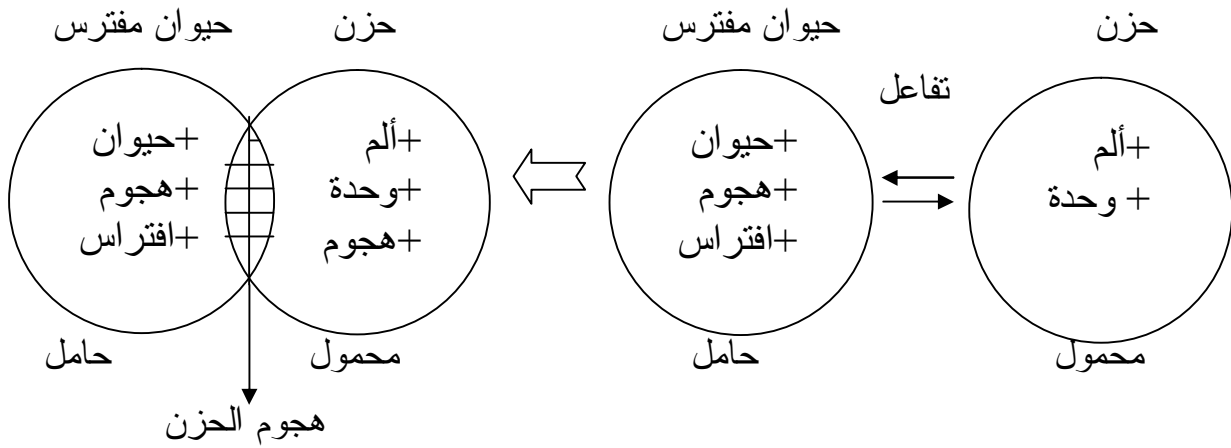 حزن
+ألم
+ وحدة
محمول
تفاعل
حيوان مفترس
+حيوان
+هجوم
+افتراس
حامل
حزن
+ألم
+وحدة
+هجوم
محمول
حيوان مفترس
+حيوان
+هجوم
+افتراس
حامل
هجوم الحزن